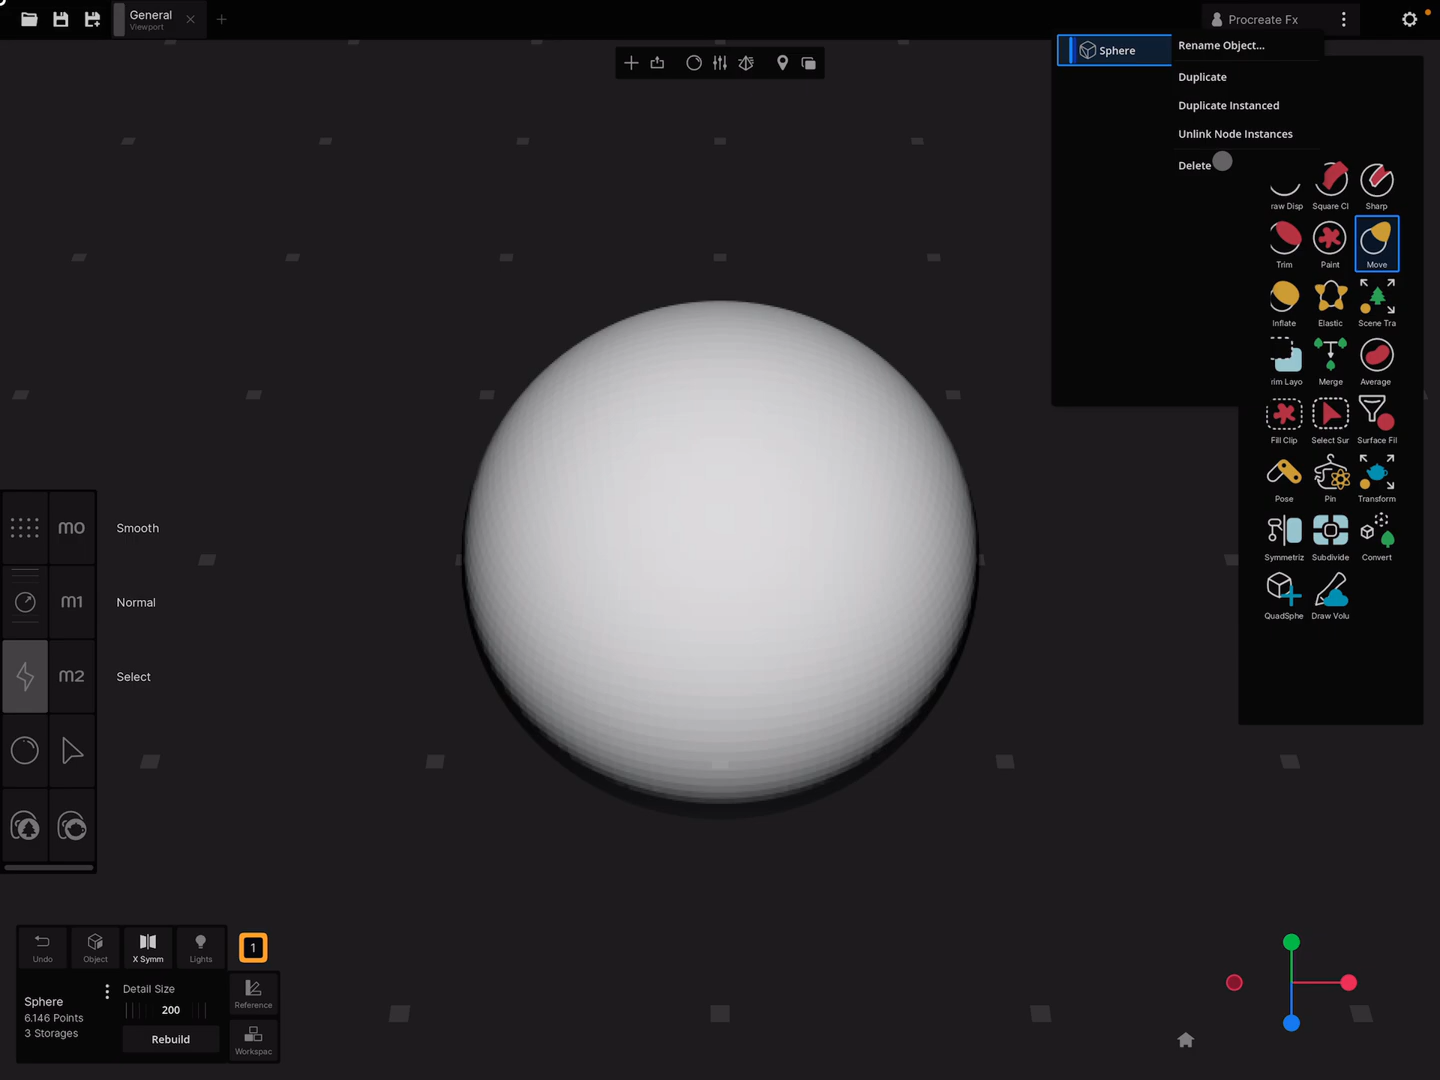 General
Viewport
Procreate Fx
Sphere
Rename Object...
Duplicate
Duplicate Instanced
Unlink Node Instances
Delete
raw Disp
Square Cl
Sharp
Trim
Paint
Move
Inflate
Elastic
Scene Tra
rim Layo
Merge
Average
Fill Clip
Select Sur
Surface Fil
Pose
Pin
Transform
Symmetriz
Subdivide
Convert
QuadSphe
Draw Volu
m0
Smooth
m1
Normal
m2
Select
Undo
Object
X Symm
Lights
1
Sphere
6,146 Points
3 Storages
Detail Size
200
Rebuild
Reference
Workspac